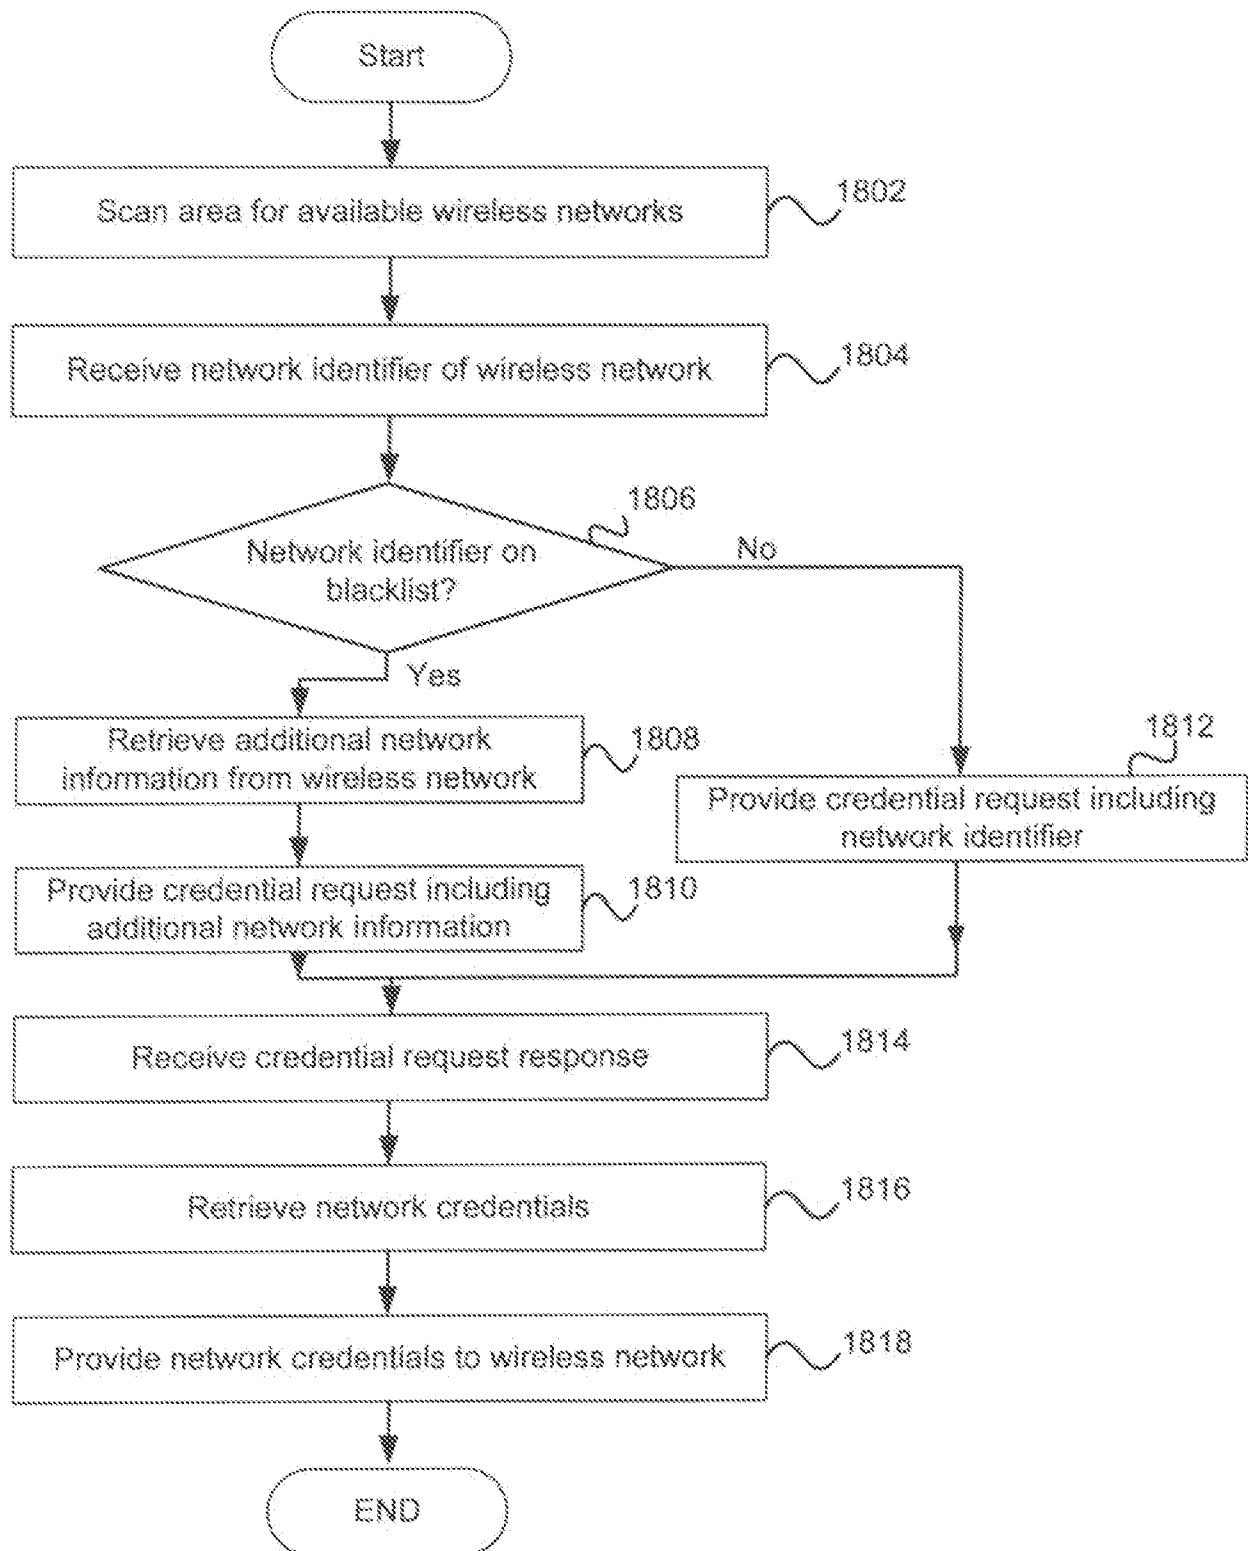 Start
Scan area for available wireless networks
1802
Receive network identifier of wireless network
1804
1806
Network identifier on
blacklist?
No
Yes
Retrieve additional network
information from wireless network
1808
1812
Provide credential request including
network identifier
Provide credential request including
additional network information
1810
Receive credential request response
1814
Retrieve network credentials
1816
Provide network credentials to wireless network
1818
END